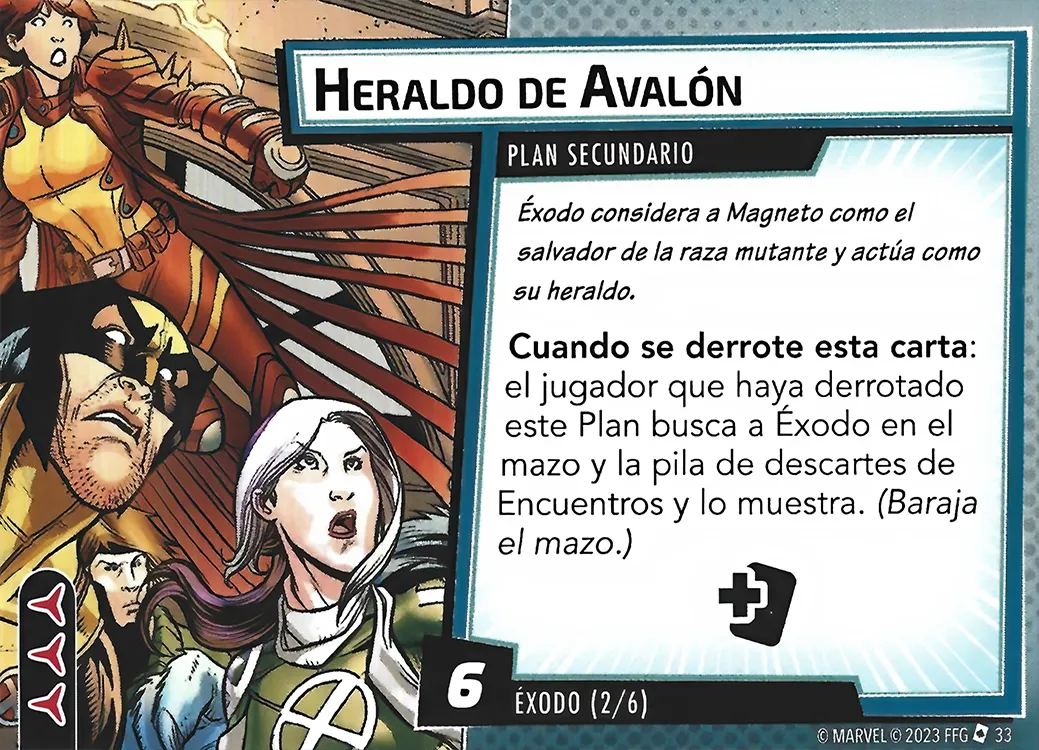 HERALDO DE AVALÓN
PLAN SECUNDARIO
Éxodo considera a Magneto como el
salvador de la raza mutante y actúa como
su heraldo.
Cuando se derrote esta carta:
el jugador que haya derrotado
este Plan busca a Éxodo en el
mazo y la pila de descartes de
Encuentros y lo muestra. (Baraja
el mazo.)
6
ÉXODO (2/6)
© MARVEL © 2023 FFG 33